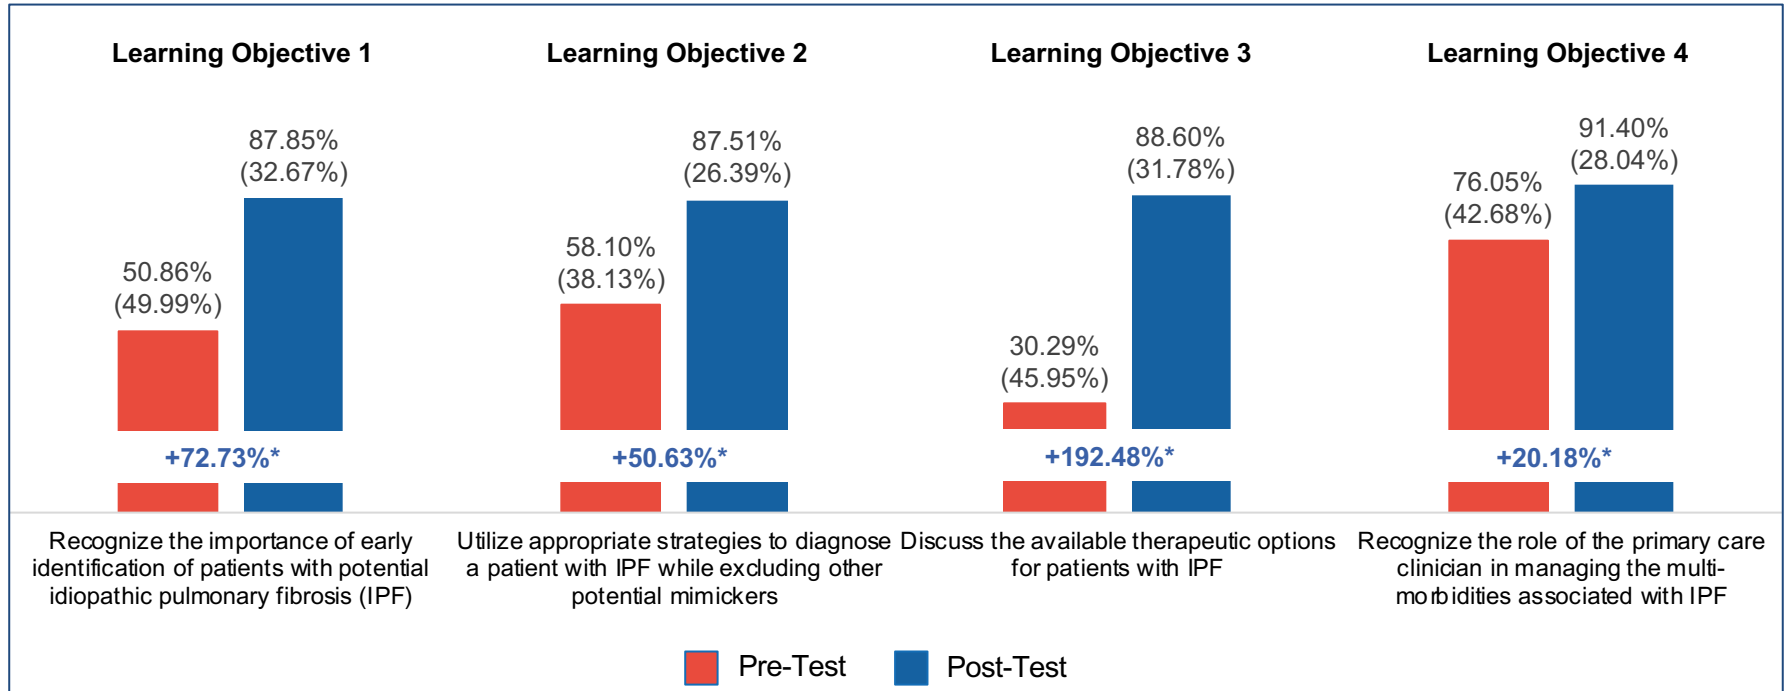 Learning Objective 1
Learning Objective 2
Learning Objective 3
Learning Objective 4
50.86%
(49.99%)
87.85%
(32.67%)
58.10%
(38.13%)
87.51%
(26.39%)
30.29%
(45.95%)
88.60%
(31.78%)
76.05%
(42.68%)
91.40%
(28.04%)
+72.73%*
+50.63%*
+192.48%*
+20.18%*
Recognize the importance of early
identification of patients with potential
idiopathic pulmonary fibrosis (IPF)
Utilize appropriate strategies to diagnose
a patient with IPF while excluding other
potential mimickers
Discuss the available therapeutic options
for patients with IPF
Recognize the role of the primary care
clinician in managing the multi-
morbidities associated with IPF
Pre-Test
Post-Test